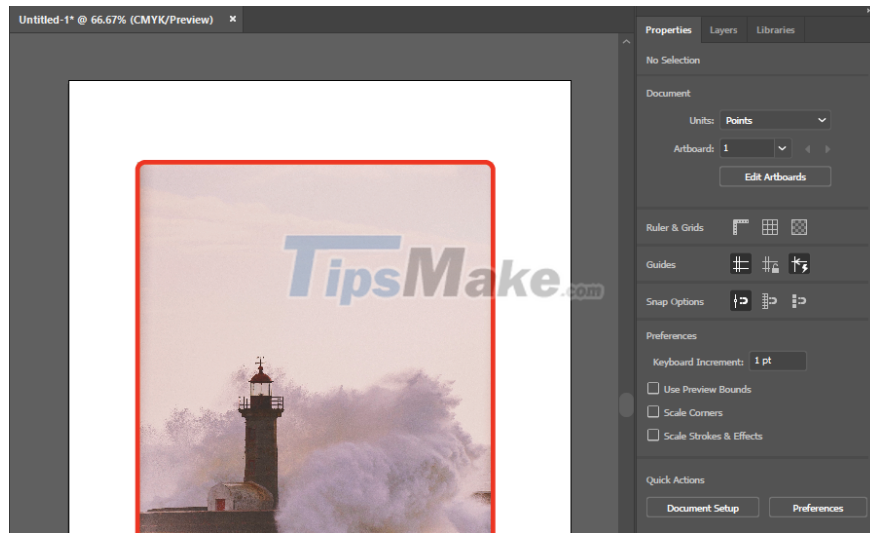 Untitled-1* @ 66.67% (CMYK/Preview) ×
Properties Layers Libraries
No Selection
Document
Units: Points
Artboard: 1
Edit Artboards
Ruler & Grids
Guides
Snap Options
Preferences
Keyboard Increment: 1 pt
Use Preview Bounds
Scale Corners
Scale Strokes & Effects
Quick Actions
Document Setup Preferences
TipsMake.com